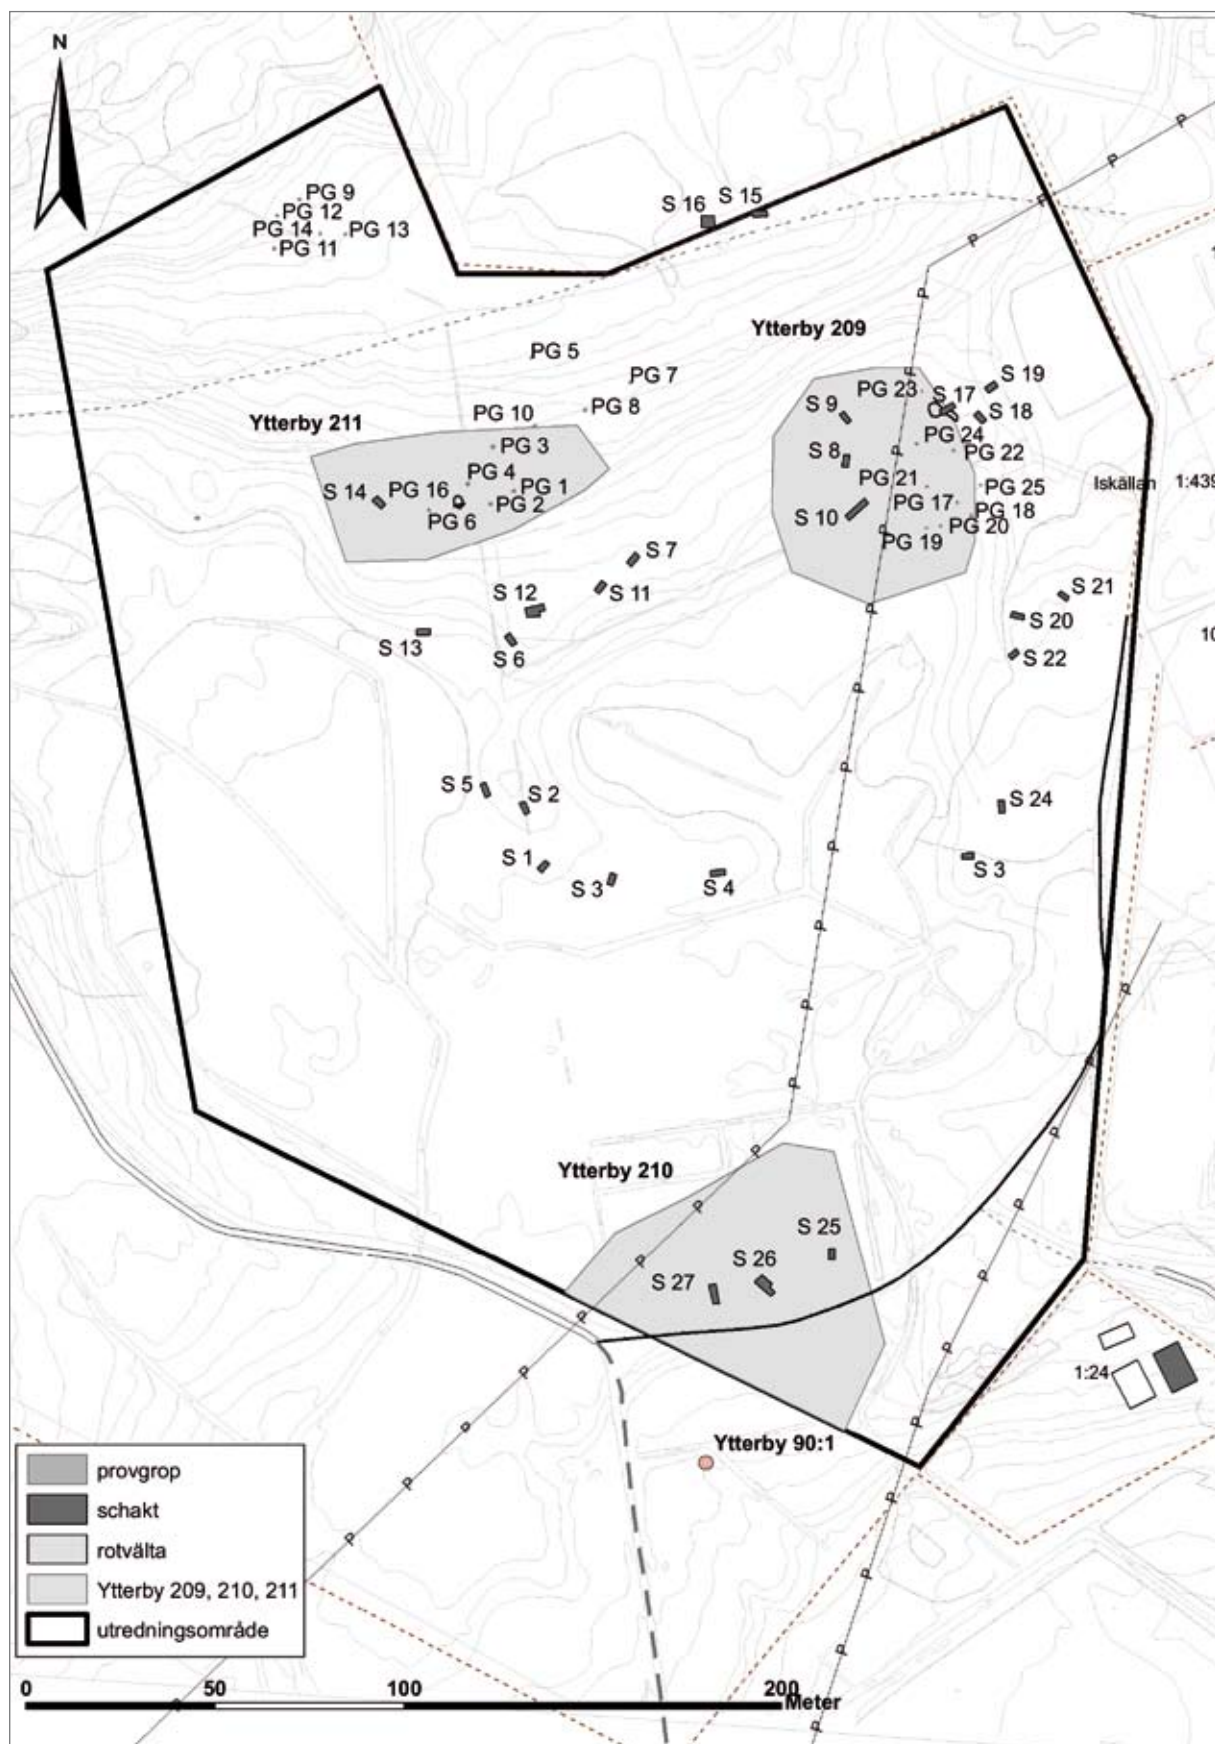 N
PG 9
PG 12
PG 14
PG 13
PG 11
S 16
S 15
Ytterby 209
PG 5
PG 7
PG 8
PG 10
Ytterby 211
PG 3
PG 4
PG 1
PG 2
PG 16
PG 6
S 14
S 9
S 8
S 10
PG 23
S 17
S 19
S 18
PG 24
PG 22
PG 21
PG 25
PG 17
PG 18
PG 20
PG 19
Iskällan
1:439
S 7
S 11
S 12
S 13
S 6
S 21
S 20
S 22
10
S 5
S 2
S 1
S 3
S 4
S 24
S 3
Ytterby 210
S 25
S 26
S 27
1:24
Ytterby 90:1
provgrop
schakt
rotvälta
Ytterby 209, 210, 211
utredningsområde
0 50 100 200
Meter